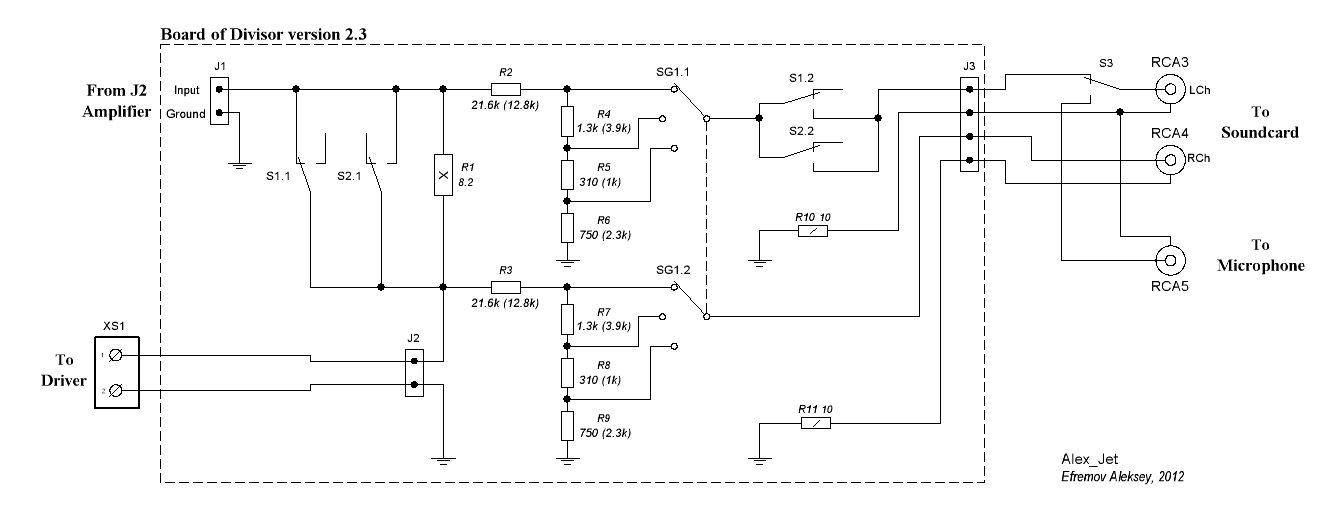 Board of Divisor version 2.3
From J2
Amplifier
J1
Input
Ground
S1.1
S2.1
R1
8.2
R2
21.6k (12.8k)
R4
1.3k (3.9k)
R5
310 (1k)
R6
750 (2.3k)
SG1.1
S1.2
S2.2
R10 10
J3
S3
RCA3
LCh
RCA4
RCh
To
Soundcard
To
Microphone
RCA5
R3
21.6k (12.8k)
R7
1.3k (3.9k)
R8
310 (1k)
R9
750 (2.3k)
SG1.2
R11 10
XS1
1
2
To
Driver
J2
Alex_Jet
Efremov Aleksey, 2012